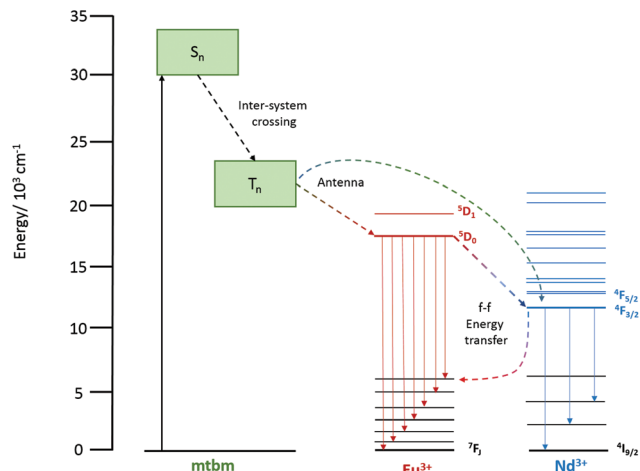 35
30
25
20
15
10
5
0
Energy/ 10³ cm⁻¹
Sₙ
Inter-system
crossing
Tₙ
Antenna
⁵D₁
⁵D₀
f-f
Energy
transfer
⁷Fⱼ
⁴F₅/₂
⁴F₃/₂
⁴I₉/₂
mtbm
Eu³⁺
Nd³⁺